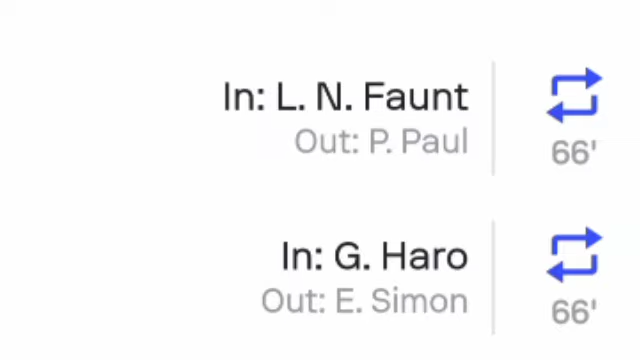 In: L. N. Faunt
Out: P. Paul
66'
In: G. Haro
Out: E. Simon
66'